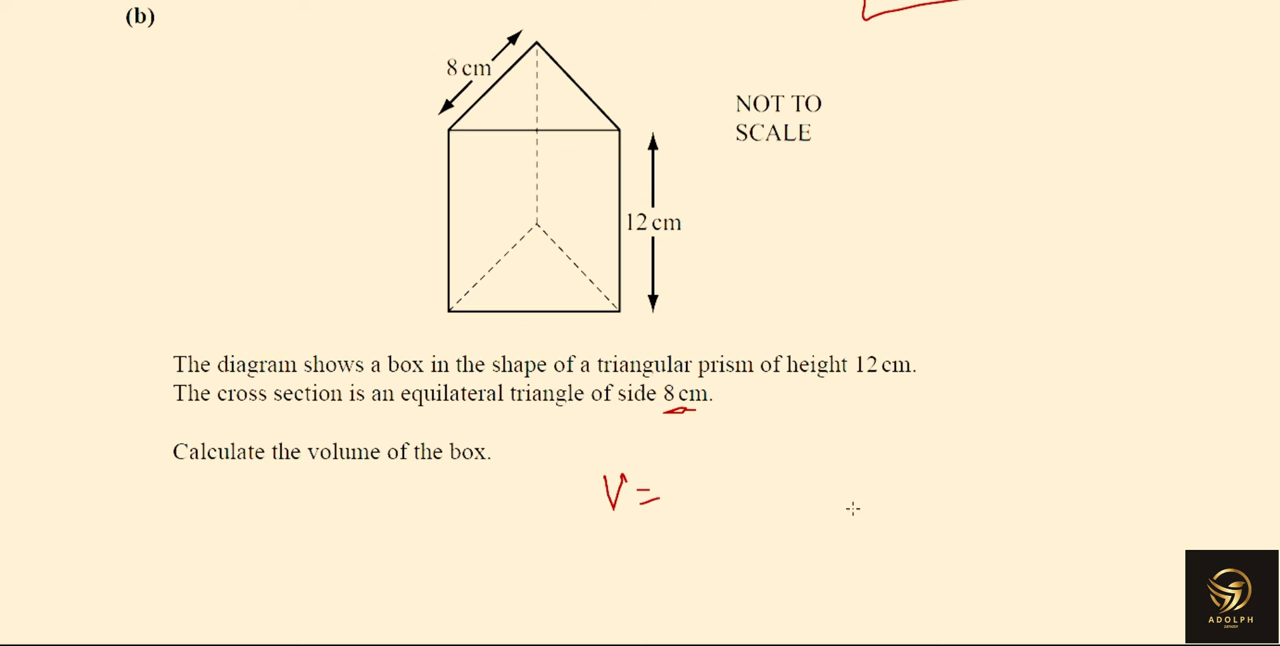 (b)
8 cm
NOT TO
SCALE
12 cm
The diagram shows a box in the shape of a triangular prism of height 12 cm.
The cross section is an equilateral triangle of side 8 cm.
Calculate the volume of the box.
V =
ADOLPH